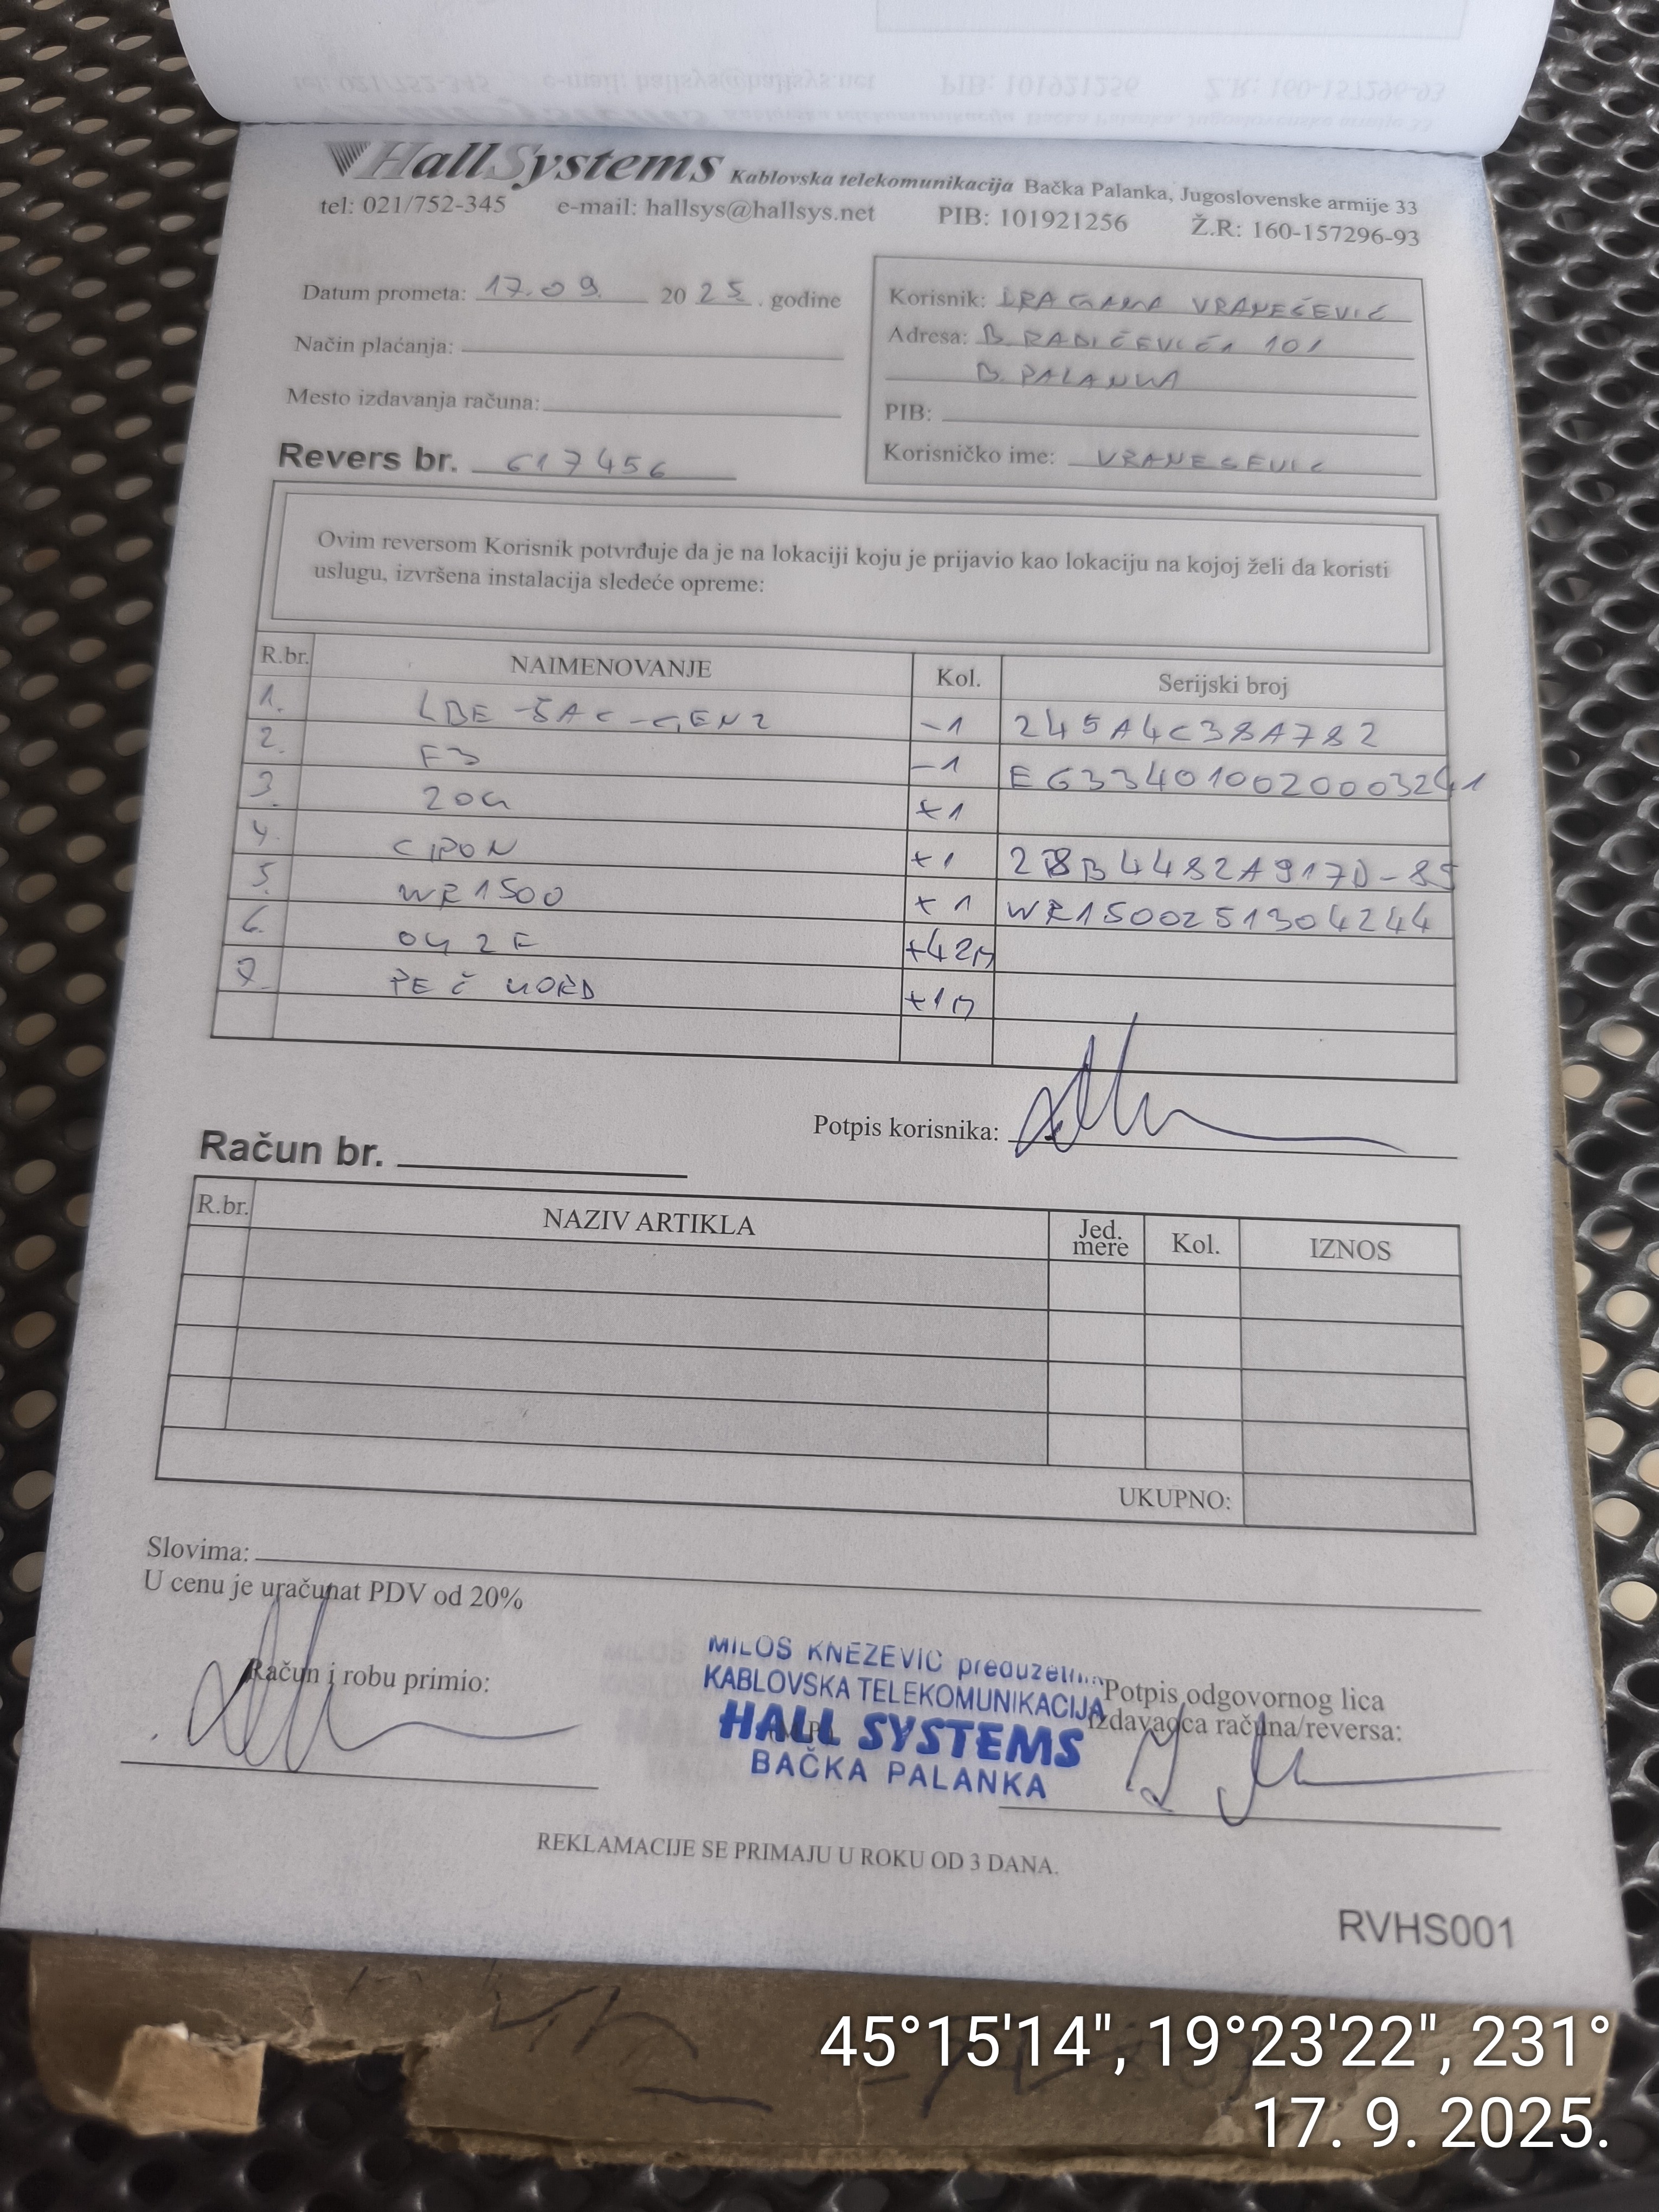 HallSystems Kablovska telekomunikacija Bačka Palanka, Jugoslovenske armije 33
tel: 021/752-345 e-mail: hallsys@hallsys.net PIB: 101921256 Ž.R: 160-157296-93
Datum prometa: 17.09. 2025. godine
Način plaćanja:
Mesto izdavanja računa:
Revers br. 617456
Korisnik: DRAGANA VRANEŠEVIĆ
Adresa: B. RADIČEVIĆA 101
B. PALANKA
PIB:
Korisničko ime: VRANESEVIC
Ovim reversom Korisnik potvrđuje da je na lokaciji koju je prijavio kao lokaciju na kojoj želi da koristi
uslugu, izvršena instalacija sledeće opreme:
R.br. NAIMENOVANJE Kol. Serijski broj
1. LBE-5AC-GEN2 -1 245A4C38A782
2. F3 -1
3. 20G +1
4. +1
5. WR1500 +1 WR1500251304244
6. +42M
7. +1M
Potpis korisnika:
Račun br.
R.br. NAZIV ARTIKLA Jed. mere Kol. IZNOS
UKUPNO:
Slovima:
U cenu je uračunat PDV od 20%
Račun i robu primio:
MILOŠ KNEŽEVIĆ preduzetnik
KABLOVSKA TELEKOMUNIKACIJA
HALL SYSTEMS
BAČKA PALANKA
Potpis odgovornog lica
izdavaoca računa/reversa:
REKLAMACIJE SE PRIMAJU U ROKU OD 3 DANA.
RVHS001
45°15'14", 19°23'22", 231°
17. 9. 2025.